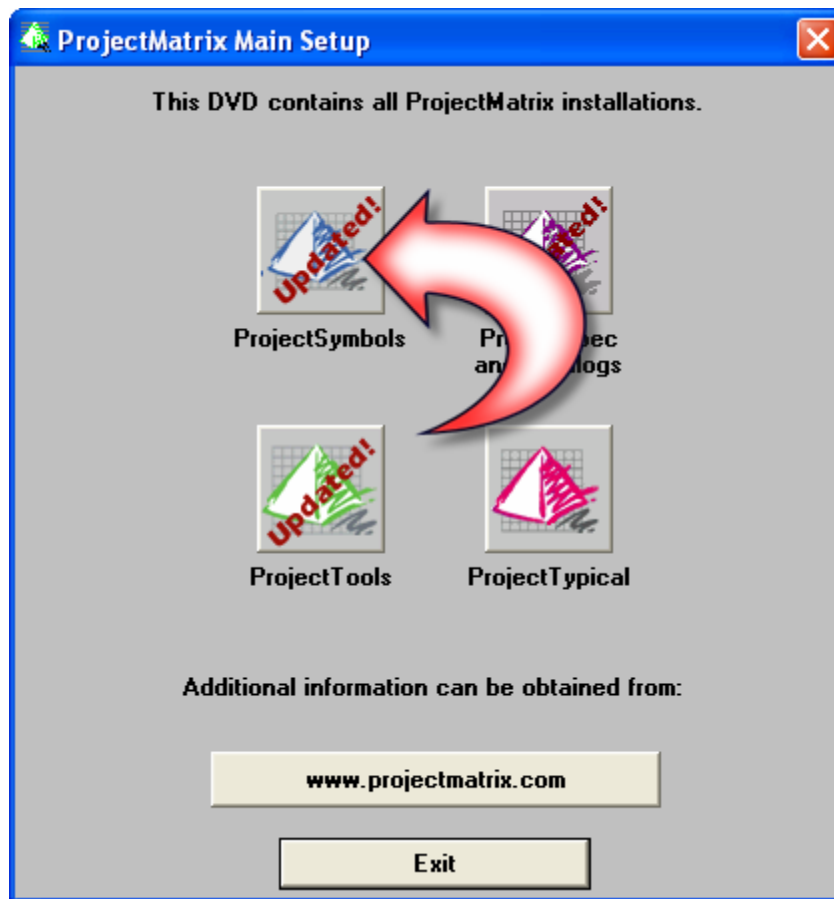 ProjectMatrix Main Setup
This DVD contains all ProjectMatrix installations.
Updated!
ProjectSymbols
Updated!
ProjectTools
ProjectTypical
Additional information can be obtained from:
www.projectmatrix.com
Exit